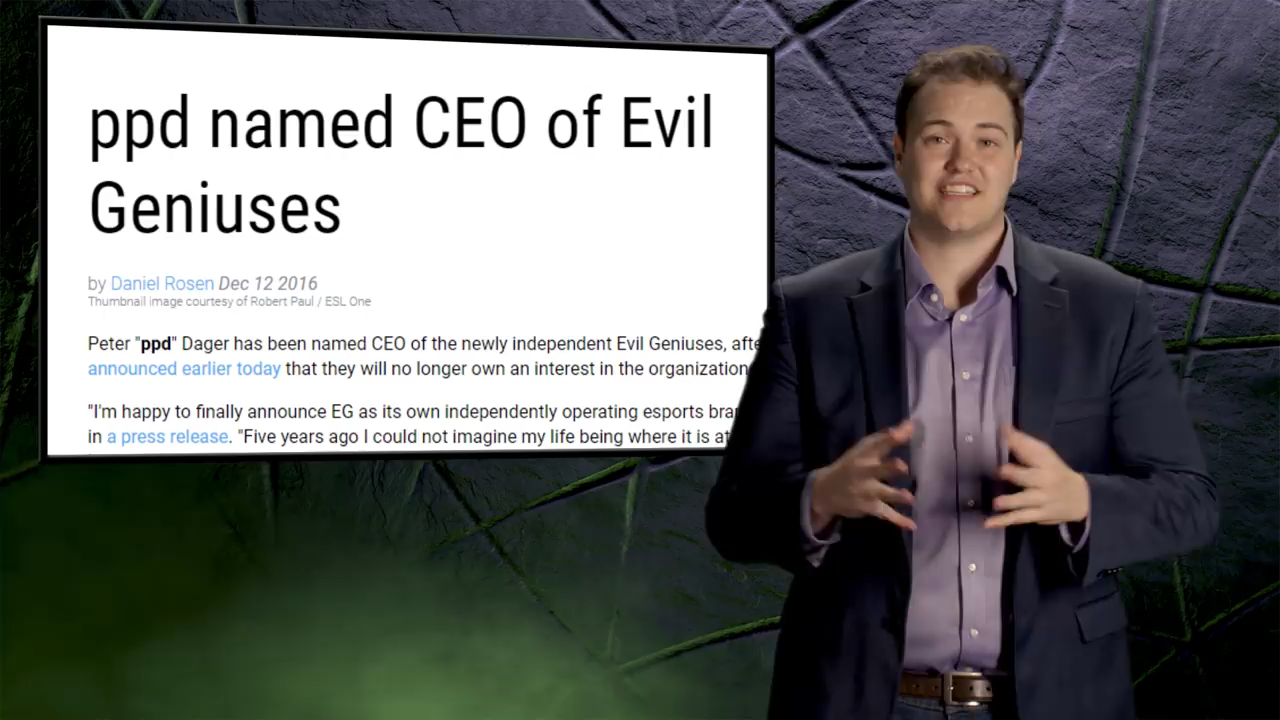 ppd named CEO of Evil
Geniuses
by Daniel Rosen Dec 12 2016
Thumbnail image courtesy of Robert Paul / ESL One
Peter "ppd" Dager has been named CEO of the newly independent Evil Geniuses, afte
announced earlier today that they will no longer own an interest in the organization
"I'm happy to finally announce EG as its own independently operating esports bra
in a press release. "Five years ago I could not imagine my life being where it is at